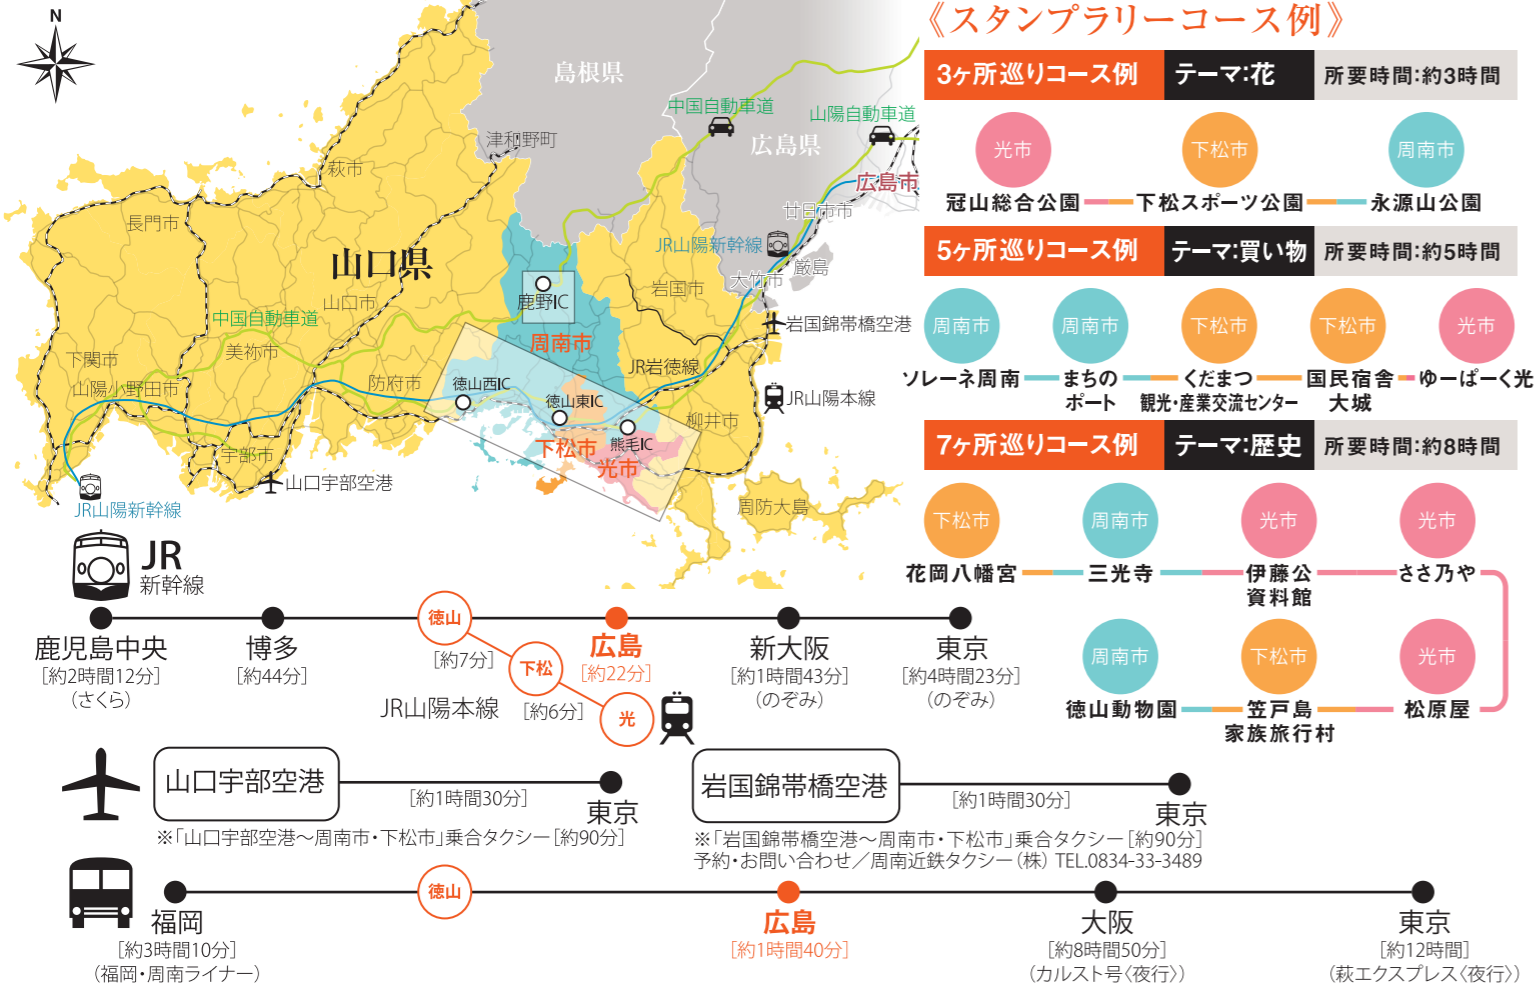 N
島根県
中国自動車道
山陽自動車道
広島県
津和野町
萩市
広島市
長門市
廿日市市
JR山陽新幹線
山口県
厳島
大竹市
岩国市
鹿野IC
山口市
中国自動車道
岩国錦帯橋空港
周南市
美祢市
下関市
JR岩徳線
山陽小野田市
防府市
徳山西IC
JR山陽本線
徳山東IC
柳井市
下松市
熊毛IC
光市
宇部市
山口宇部空港
周防大島
JR山陽新幹線
《スタンプラリーコース例》
3ヶ所巡りコース例 テーマ：花 所要時間：約3時間
光市 下松市 周南市
冠山総合公園 下松スポーツ公園 永源山公園
5ヶ所巡りコース例 テーマ：買い物 所要時間：約5時間
周南市 周南市 下松市 下松市 光市
ソレーネ周南 まちの くだまつ 国民宿舎 ゆーぱーく光
ポート 観光・産業交流センター 大城
7ヶ所巡りコース例 テーマ：歴史 所要時間：約8時間
下松市 周南市 光市 光市
花岡八幡宮 三光寺 伊藤公 ささ乃や
資料館
周南市 下松市 光市
徳山動物園 笠戸島 松原屋
家族旅行村
JR
新幹線
徳山
鹿児島中央 博多 広島 新大阪 東京
［約2時間12分］ ［約44分］ ［約7分］ 下松 ［約22分］ ［約1時間43分］ ［約4時間23分］
（さくら） （のぞみ） （のぞみ）
JR山陽本線 ［約6分］ 光
山口宇部空港 ［約1時間30分］ 東京
※「山口宇部空港～周南市・下松市」乗合タクシー［約90分］
岩国錦帯橋空港 ［約1時間30分］ 東京
※「岩国錦帯橋空港～周南市・下松市」乗合タクシー［約90分］
予約・お問い合わせ／周南近鉄タクシー（株） TEL.0834-33-3489
徳山
福岡 広島 大阪 東京
［約3時間10分］ ［約1時間40分］ ［約8時間50分］ ［約12時間］
（福岡・周南ライナー） （カルスト号〈夜行〉） （萩エクスプレス〈夜行〉）